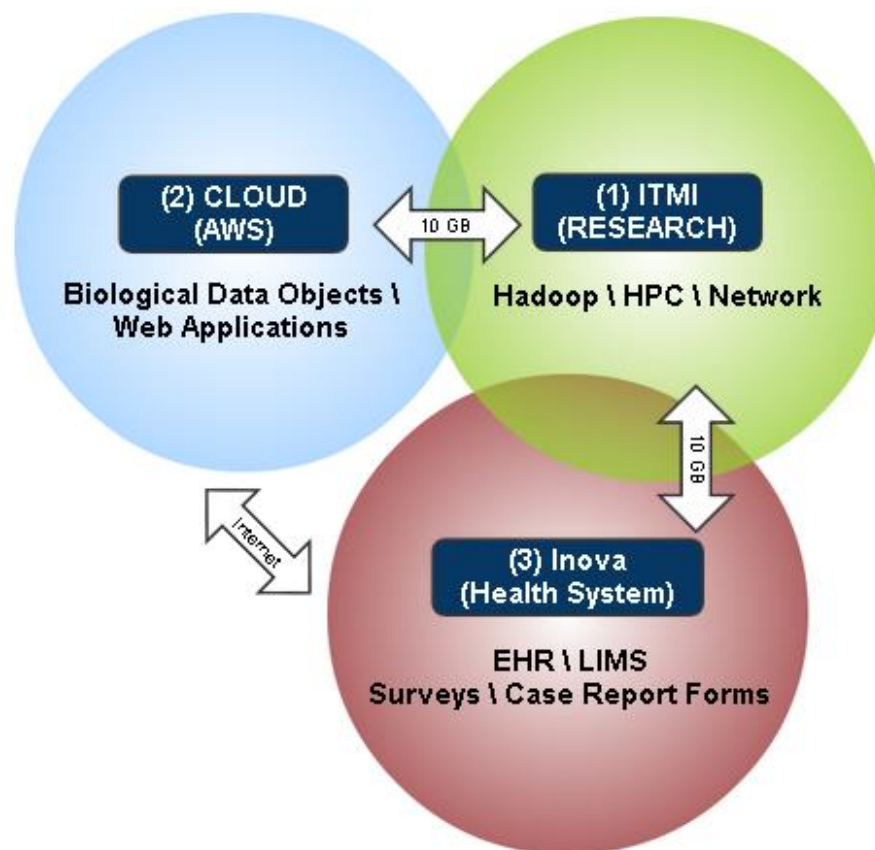 (2) CLOUD
(AWS)
10 GB
(1) ITMI
(RESEARCH)
Biological Data Objects \
Web Applications
Hadoop \ HPC \ Network
10 GB
Internet
(3) Inova
(Health System)
EHR \ LIMS
Surveys \ Case Report Forms